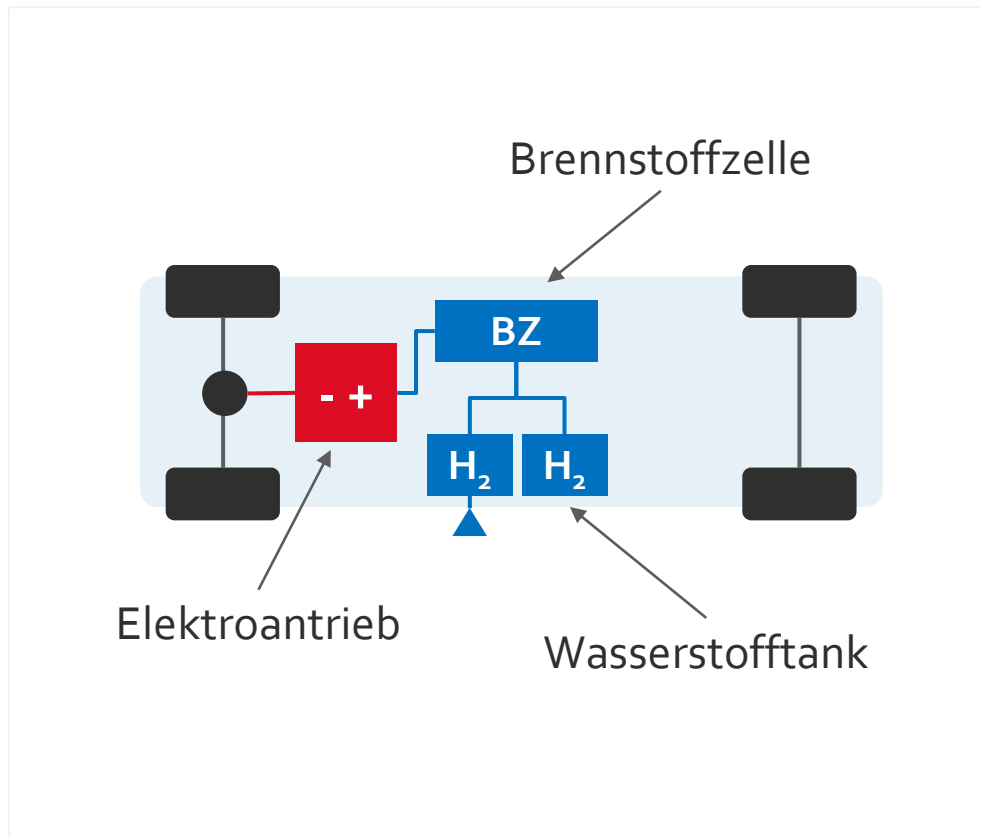 Brennstoffzelle
BZ
- +
H₂ H₂
Elektroantrieb
Wasserstofftank